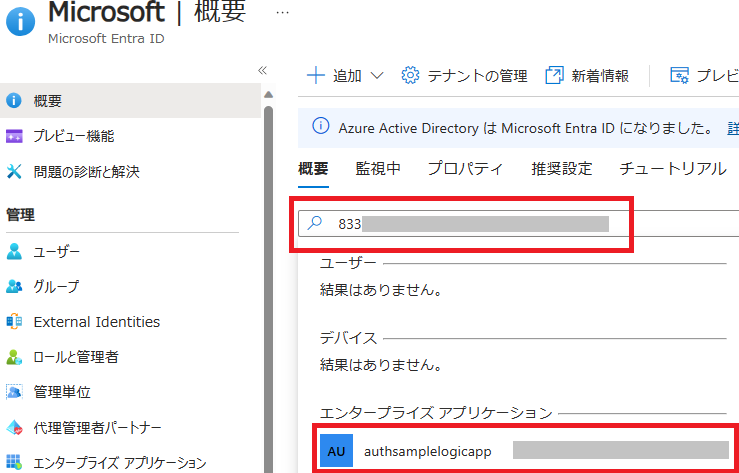 Microsoft | 概要 ...
Microsoft Entra ID
概要
プレビュー機能
問題の診断と解決
管理
ユーザー
グループ
External Identities
ロールと管理者
管理単位
代理管理者パートナー
エンタープライズ アプリケーション
追加
テナントの管理
新着情報
プレビ
Azure Active Directory は Microsoft Entra ID になりました。 詳
概要
監視中
プロパティ
推奨設定
チュートリアル
833
ユーザー
結果はありません。
デバイス
結果はありません。
エンタープライズ アプリケーション
AU
authsamplelogicapp